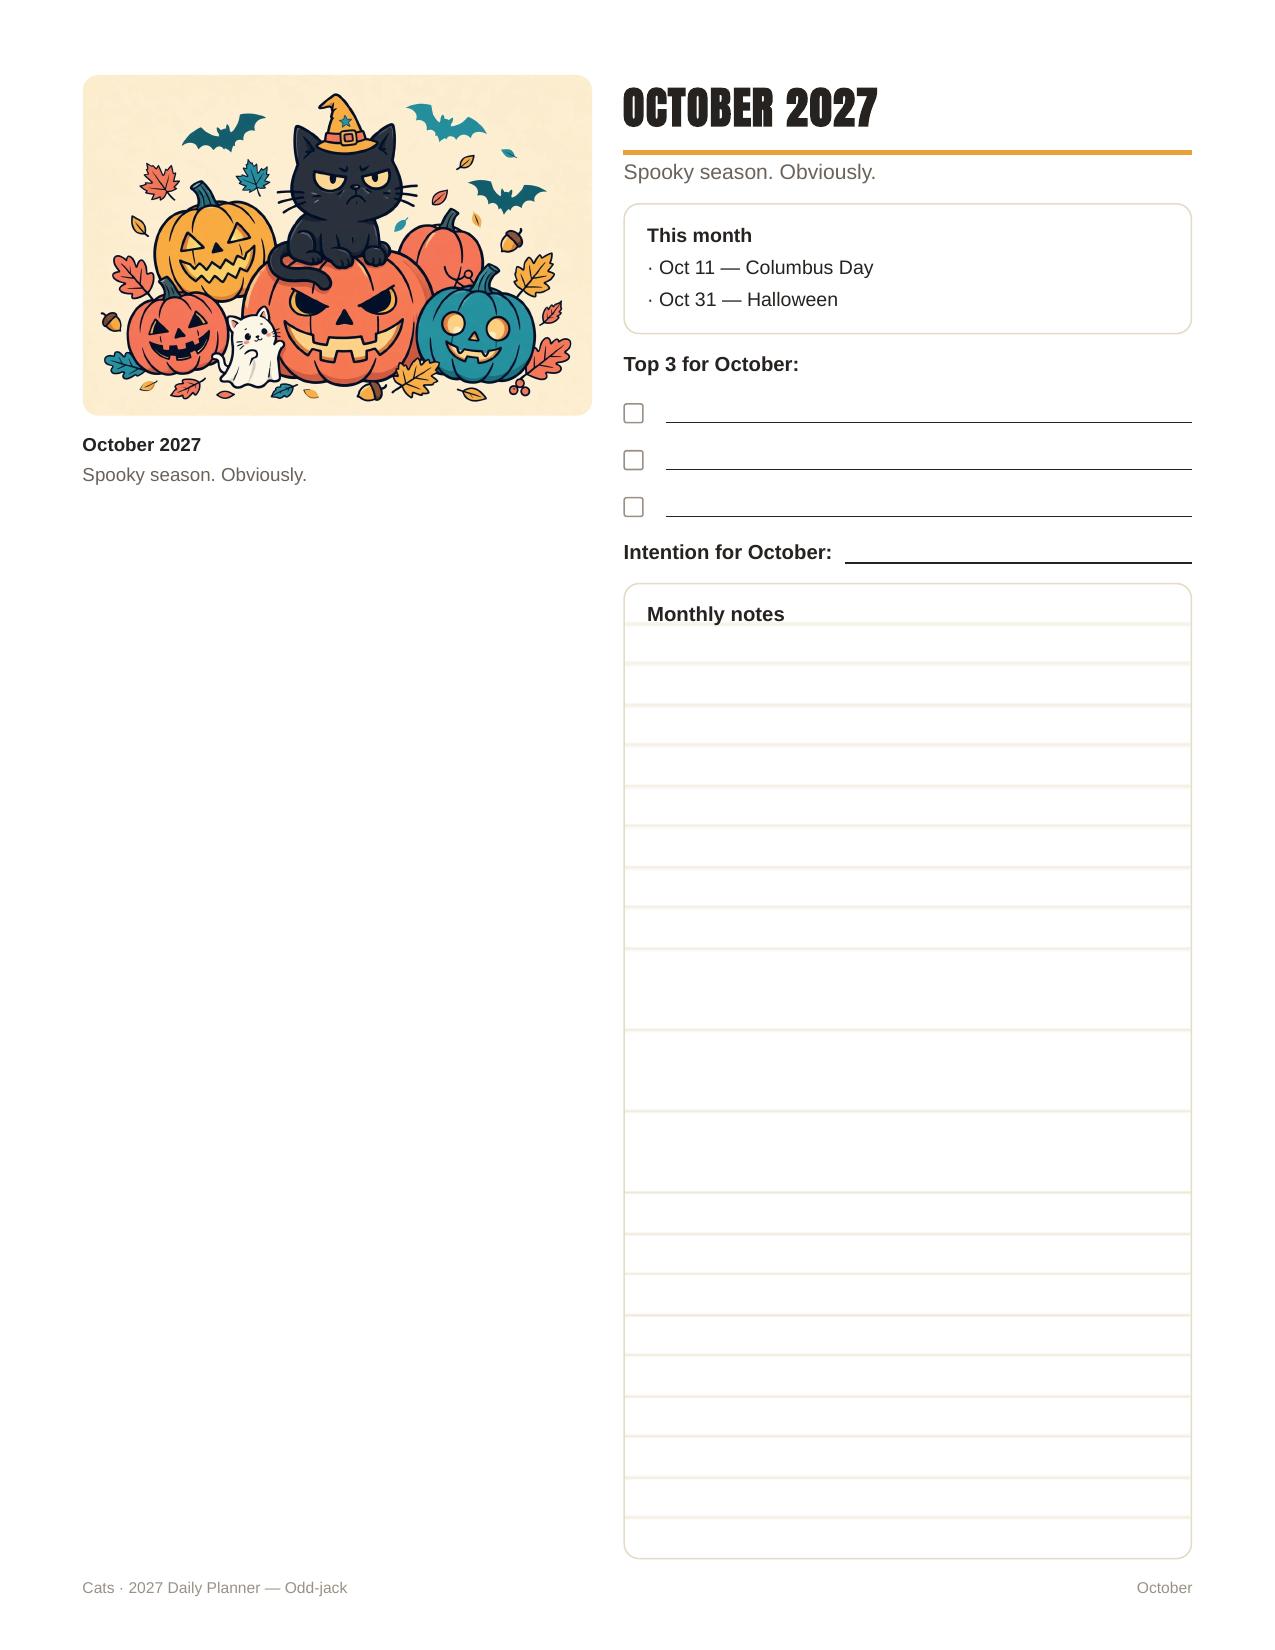 October 2027
Spooky season. Obviously.
OCTOBER 2027
Spooky season. Obviously.
This month
· Oct 11 — Columbus Day
· Oct 31 — Halloween
Top 3 for October:
Intention for October:
Monthly notes
Cats · 2027 Daily Planner — Odd-jack
October